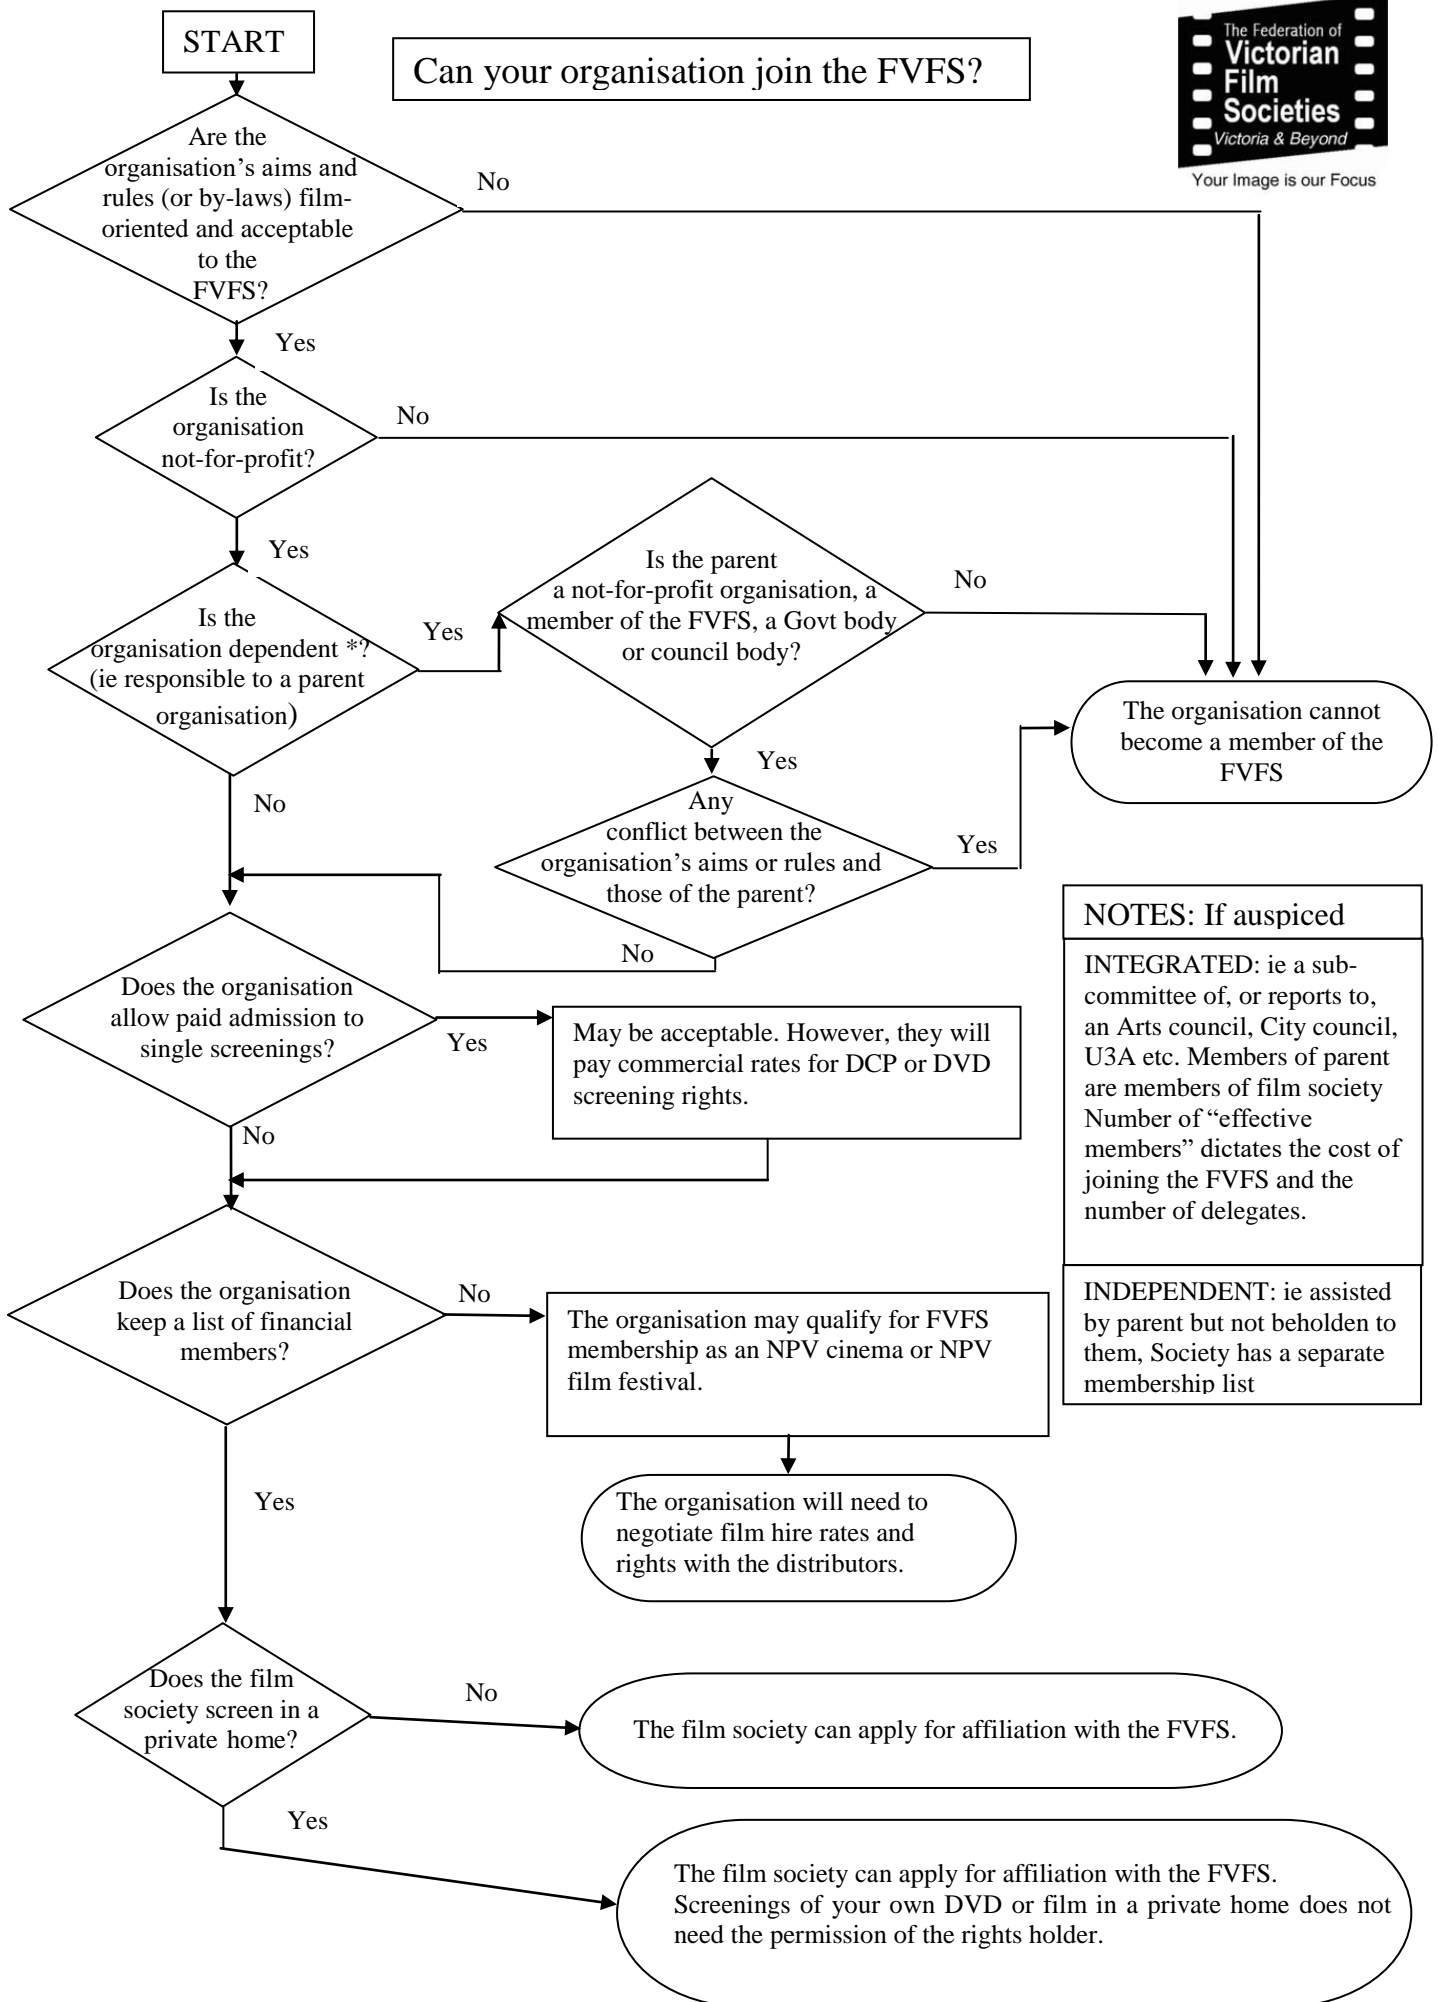 START
Can your organisation join the FVFS?
The Federation of
Victorian
Film
Societies
Victoria & Beyond
Your Image is our Focus
Are the
organisation's aims and
rules (or by-laws) film-
oriented and acceptable
to the
FVFS?
No
Yes
Is the
organisation
not-for-profit?
No
Yes
Is the
organisation dependent *?
(ie responsible to a parent
organisation)
Yes
Is the parent
a not-for-profit organisation, a
member of the FVFS, a Govt body
or council body?
No
The organisation cannot
become a member of the
FVFS
Yes
No
Any
conflict between the
organisation's aims or rules and
those of the parent?
Yes
No
NOTES: If auspiced
INTEGRATED: ie a sub-
committee of, or reports to,
an Arts council, City council,
U3A etc. Members of parent
are members of film society
Number of “effective
members” dictates the cost of
joining the FVFS and the
number of delegates.
INDEPENDENT: ie assisted
by parent but not beholden to
them, Society has a separate
membership list
Does the organisation
allow paid admission to
single screenings?
Yes
May be acceptable. However, they will
pay commercial rates for DCP or DVD
screening rights.
No
Does the organisation
keep a list of financial
members?
No
The organisation may qualify for FVFS
membership as an NPV cinema or NPV
film festival.
The organisation will need to
negotiate film hire rates and
rights with the distributors.
Yes
Does the film
society screen in a
private home?
No
The film society can apply for affiliation with the FVFS.
Yes
The film society can apply for affiliation with the FVFS.
Screenings of your own DVD or film in a private home does not
need the permission of the rights holder.